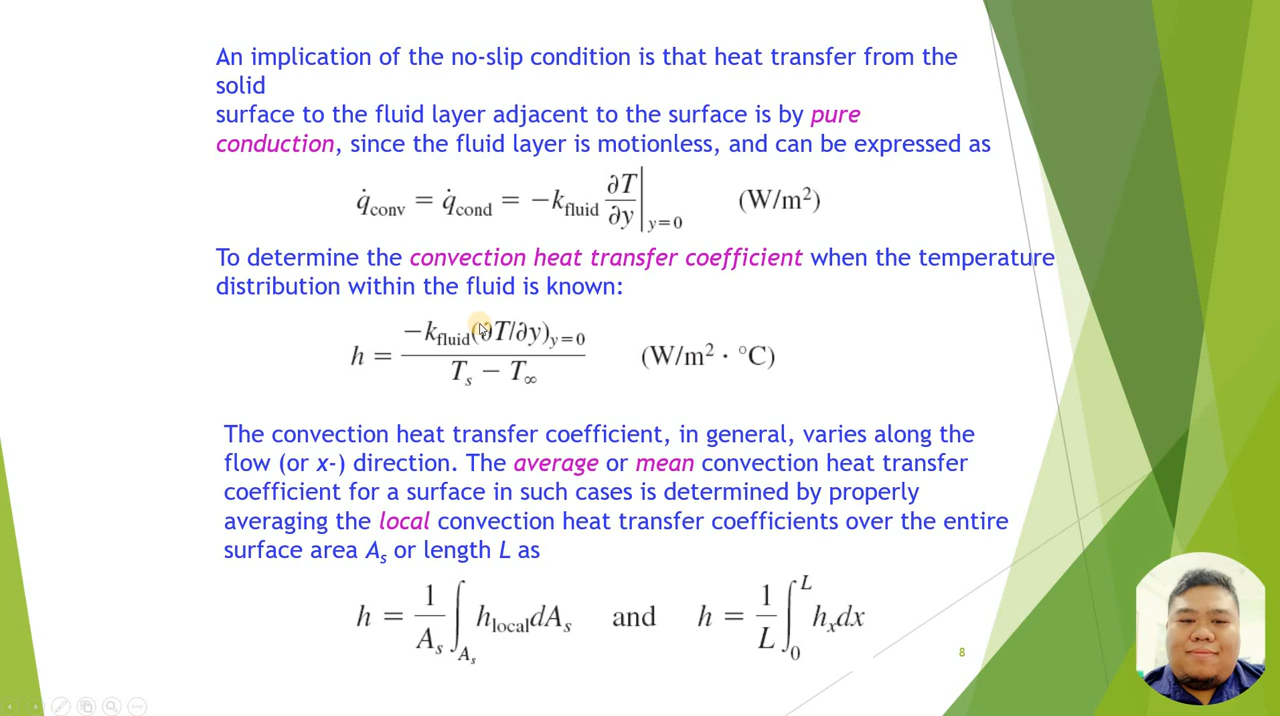 An implication of the no-slip condition is that heat transfer from the
solid
surface to the fluid layer adjacent to the surface is by pure
conduction, since the fluid layer is motionless, and can be expressed as
q̇conv = q̇cond = −kfluid ∂T/∂y |y=0 (W/m²)
To determine the convection heat transfer coefficient when the temperature
distribution within the fluid is known:
h = −kfluid(∂T/∂y)y=0 / Ts − T∞ (W/m² · °C)
The convection heat transfer coefficient, in general, varies along the
flow (or x-) direction. The average or mean convection heat transfer
coefficient for a surface in such cases is determined by properly
averaging the local convection heat transfer coefficients over the entire
surface area As or length L as
h = 1/As ∫As hlocal dAs and h = 1/L ∫0L hxdx
8